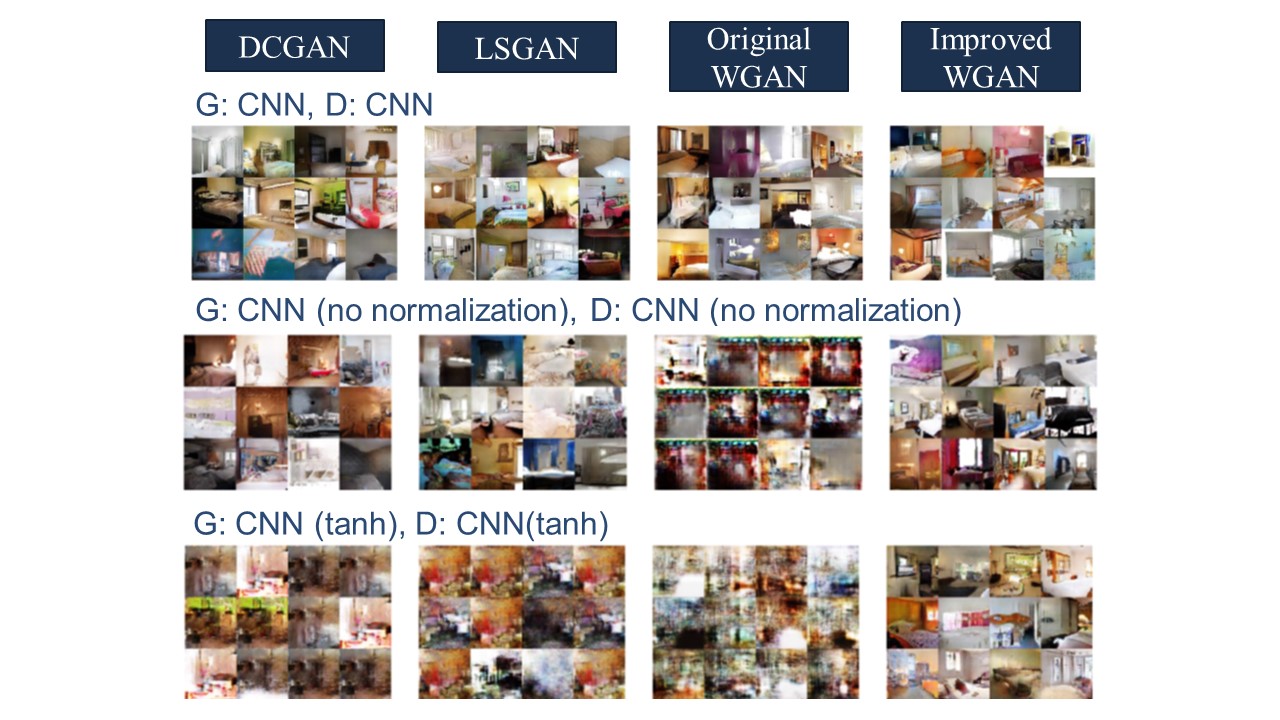 DCGAN
LSGAN
Original
WGAN
Improved
WGAN
G: CNN, D: CNN
G: CNN (no normalization), D: CNN (no normalization)
G: CNN (tanh), D: CNN(tanh)